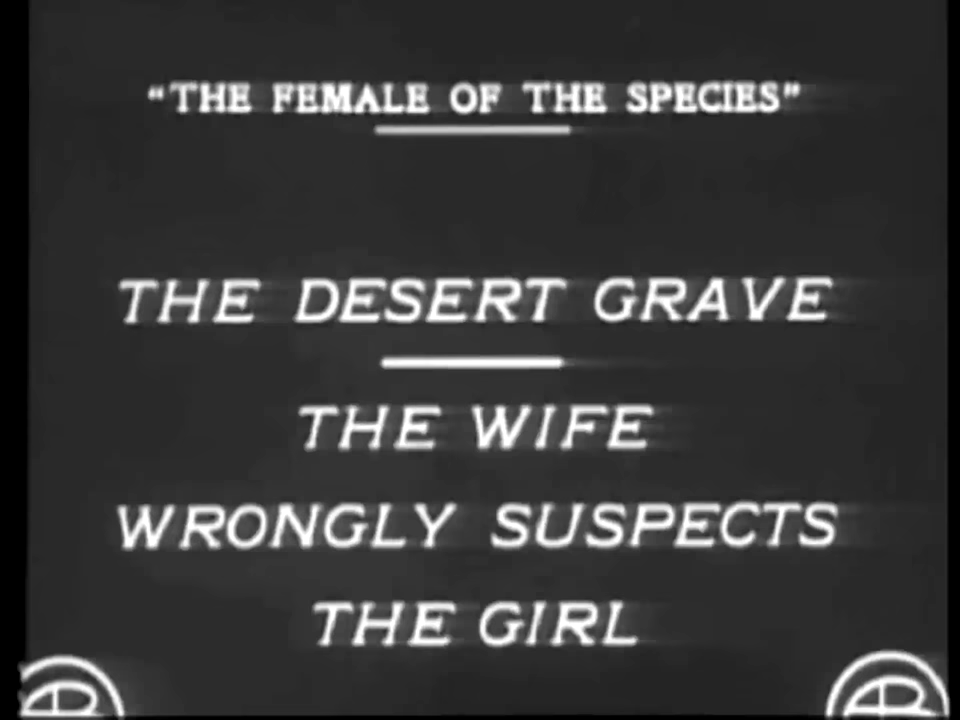 “THE FEMALE OF THE SPECIES”
THE DESERT GRAVE
THE WIFE
WRONGLY SUSPECTS
THE GIRL